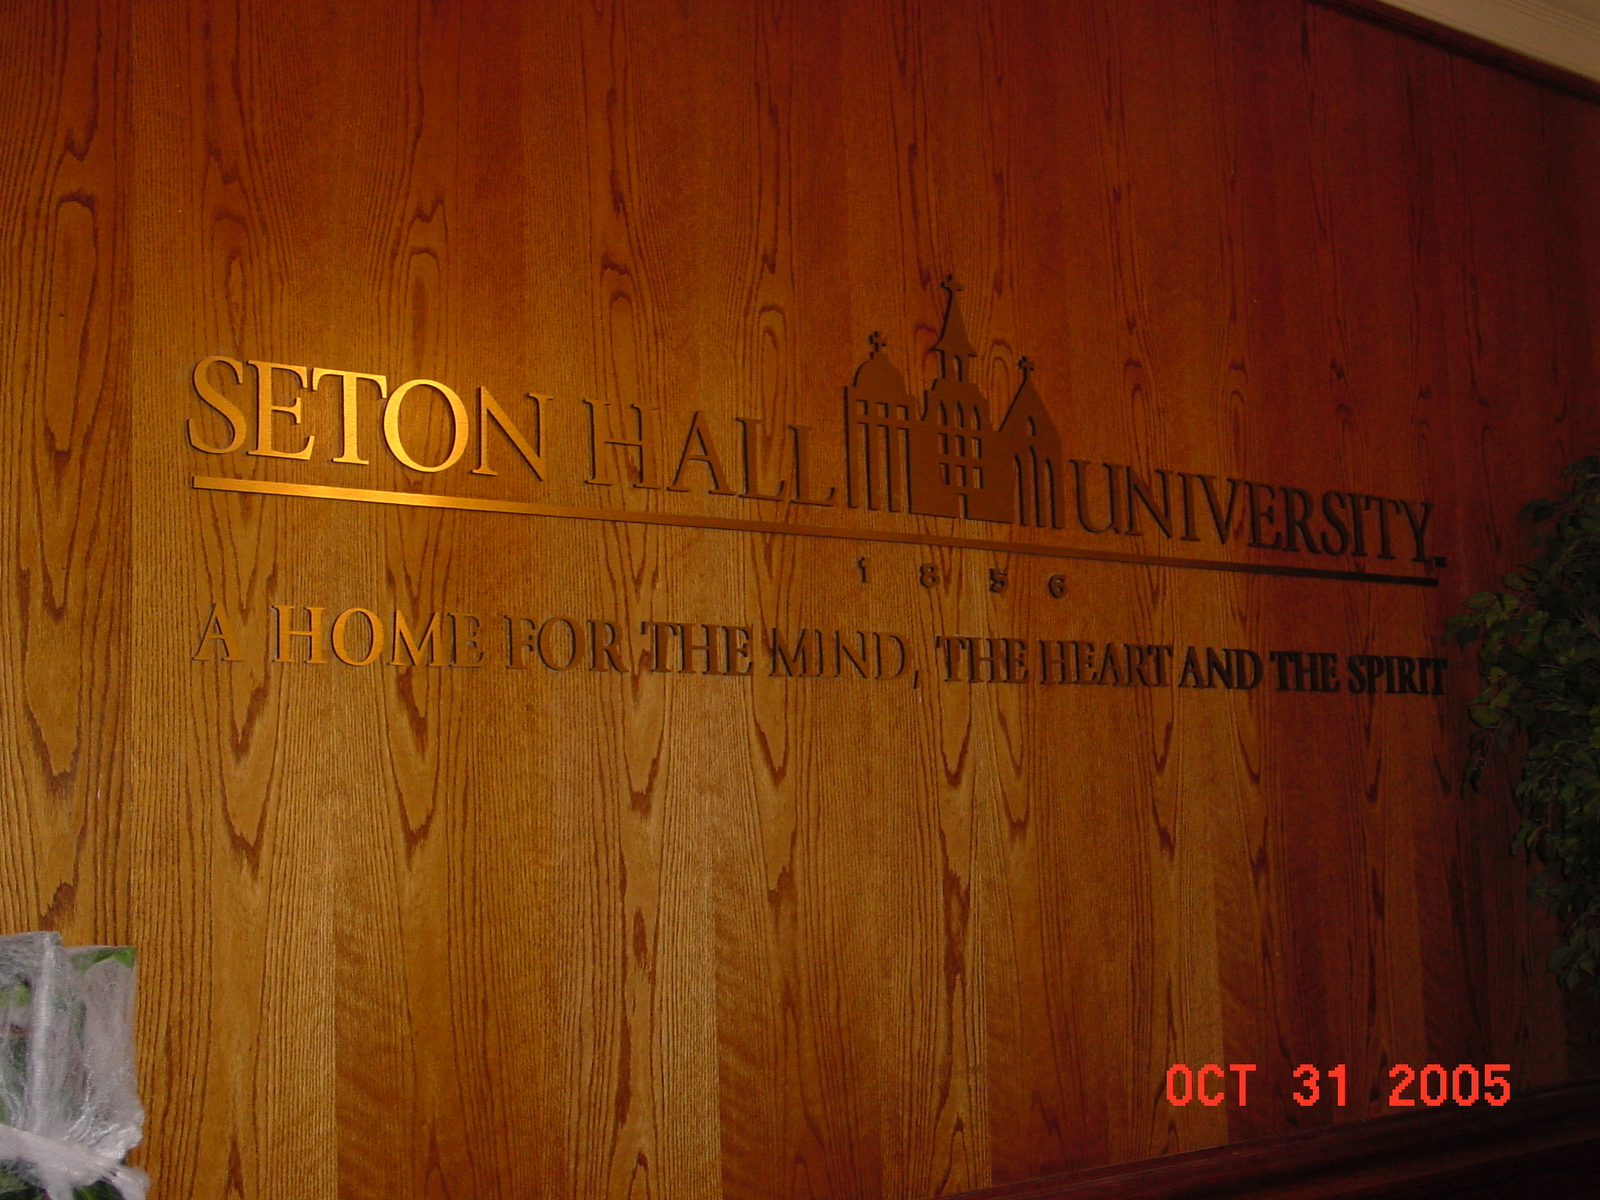 SETON HALL UNIVERSITY
1856
A HOME FOR THE MIND, THE HEART AND THE SPIRIT
OCT 31 2005